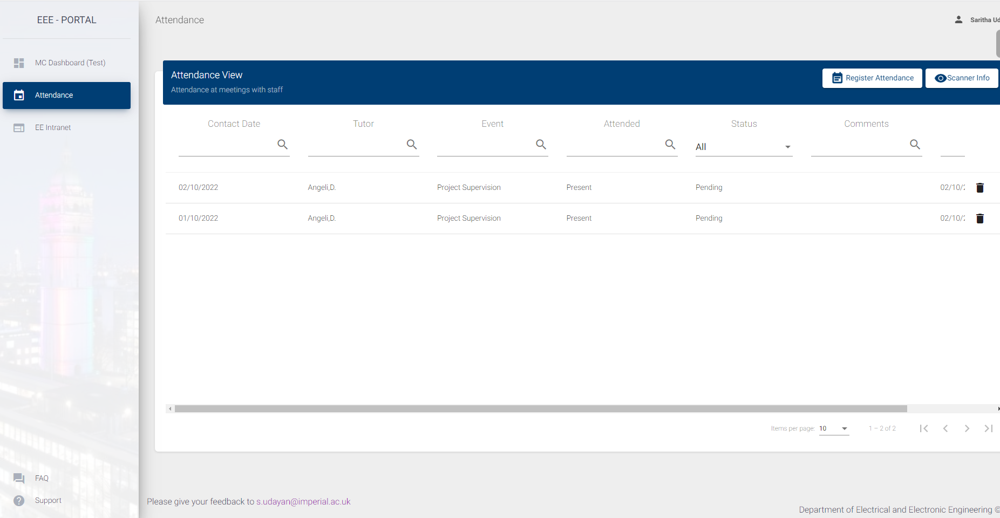 EEE - PORTAL
Attendance
Saritha Ud
MC Dashboard (Test)
Attendance
EE Intranet
Attendance View
Attendance at meetings with staff
Register Attendance
Scanner Info
Contact Date Tutor Event Attended Status Comments
All
02/10/2022 Angeli,D. Project Supervision Present Pending 02/10/2
01/10/2022 Angeli,D. Project Supervision Present Pending 02/10/2
Items per page: 10 1 – 2 of 2
FAQ
Support
Please give your feedback to s.udayan@imperial.ac.uk
Department of Electrical and Electronic Engineering ©